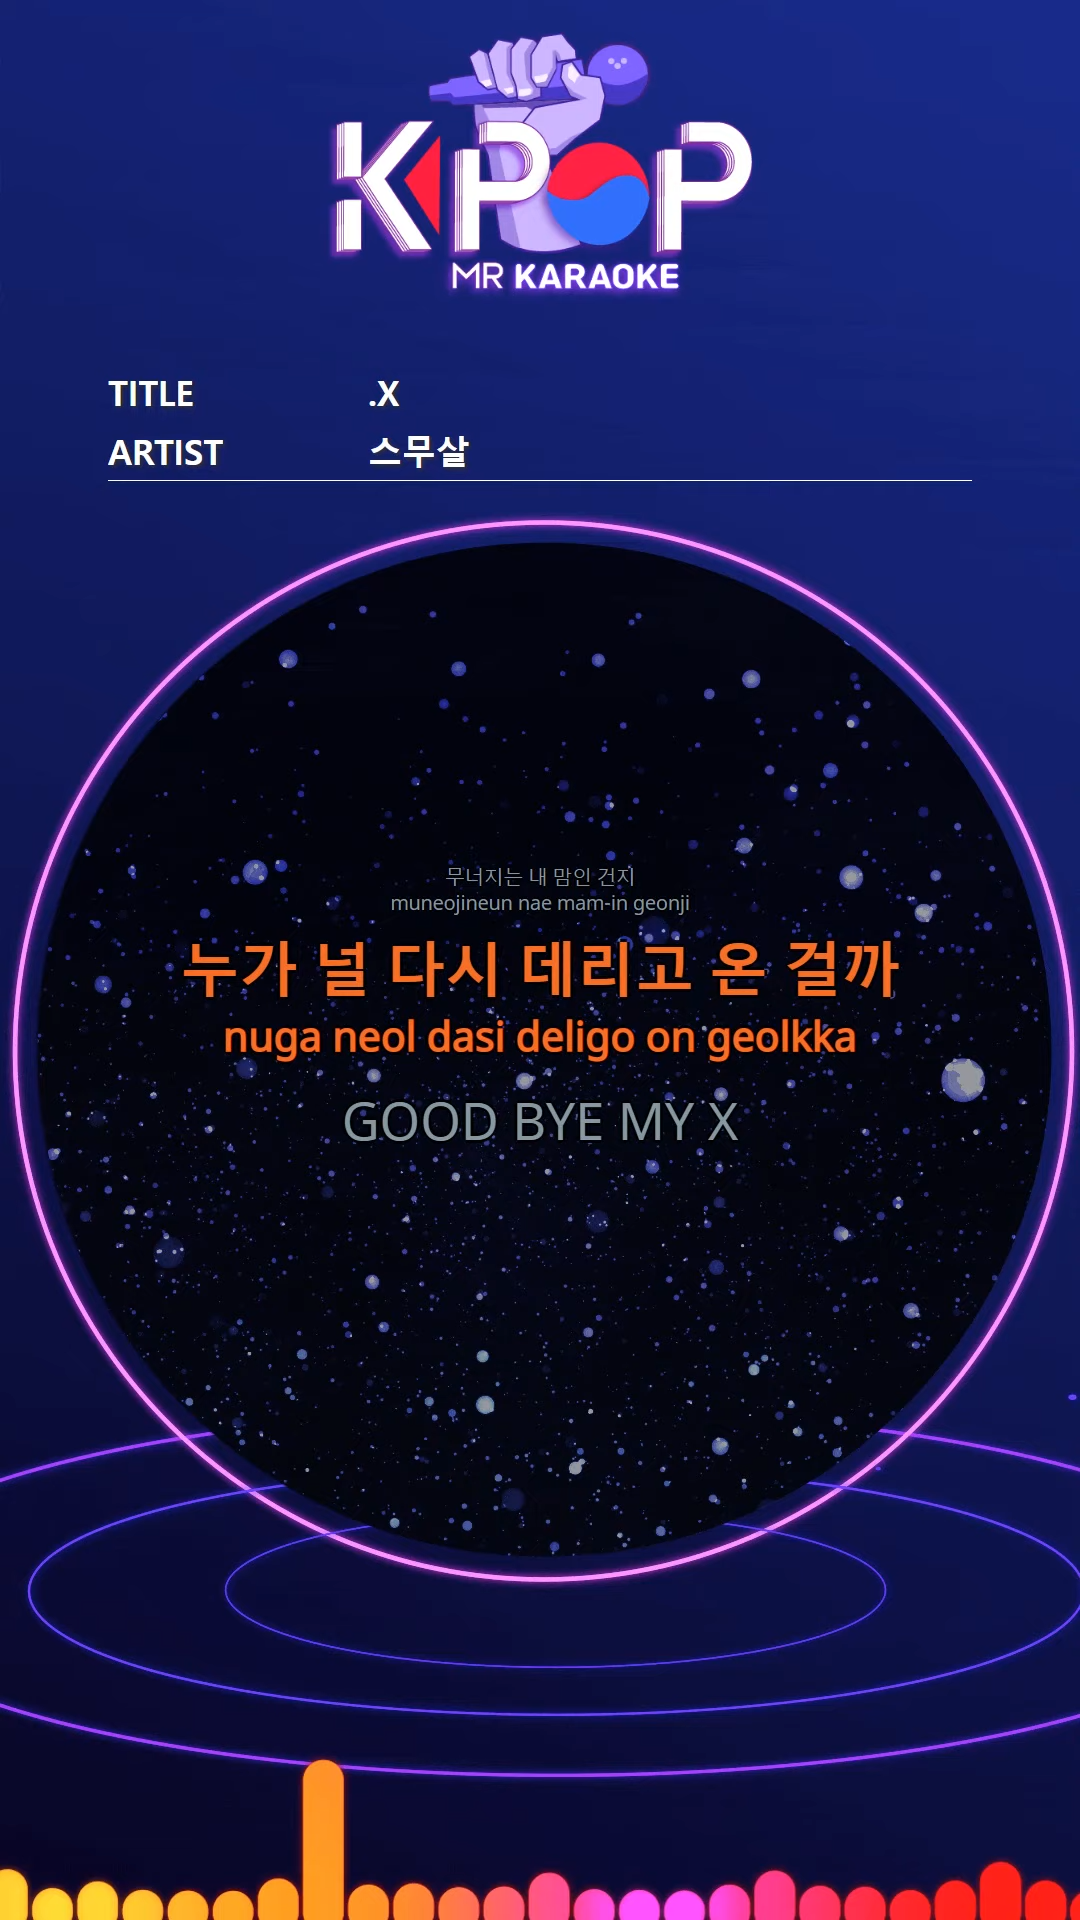 KPOP
MR KARAOKE
TITLE .X
ARTIST 스무살
무너지는 내 맘인 건지
muneojineun nae mam-in geonji
누가 널 다시 데리고 온 걸까
nuga neol dasi deligo on geolkka
GOOD BYE MY X